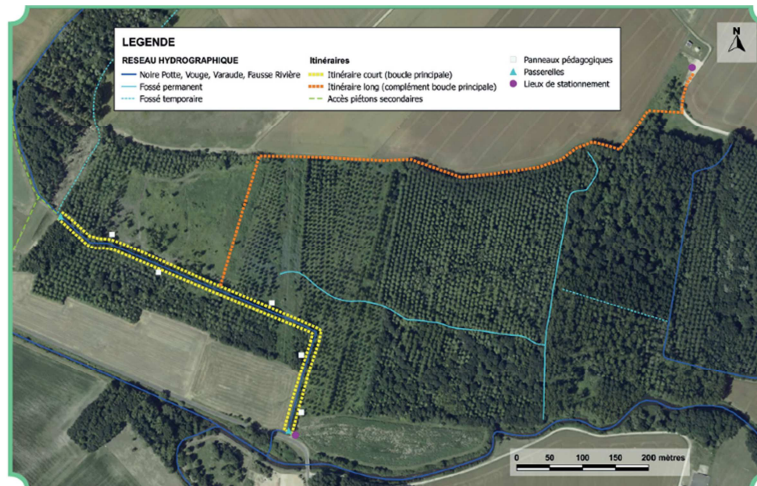 N
LEGENDE
RESEAU HYDROGRAPHIQUE
Noire Potte, Vouge, Varaude, Fausse Rivière
Fossé permanent
Fossé temporaire
Itinéraires
Itinéraire court (boucle principale)
Itinéraire long (complément boucle principale)
Accès piétons secondaires
Panneaux pédagogiques
Passerelles
Lieux de stationnement
0 50 100 150 200 mètres